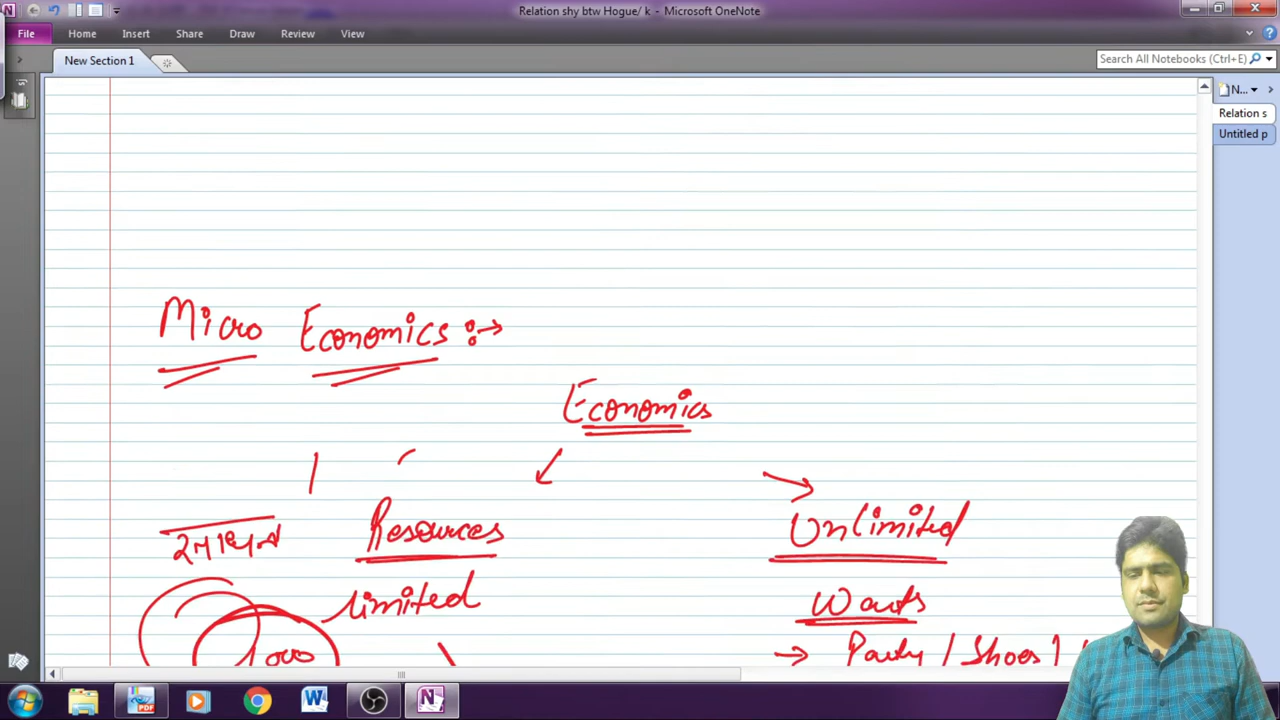 Relation shy btw Hogue/ k - Microsoft OneNote
File Home Insert Share Draw Review View
New Section 1
Search All Notebooks (Ctrl+E)
N...
Relation s
Untitled p
Micro Economics :→
Economics
संसाधन Resources Unlimited
limited Wants
1000 → Party / Shoes /